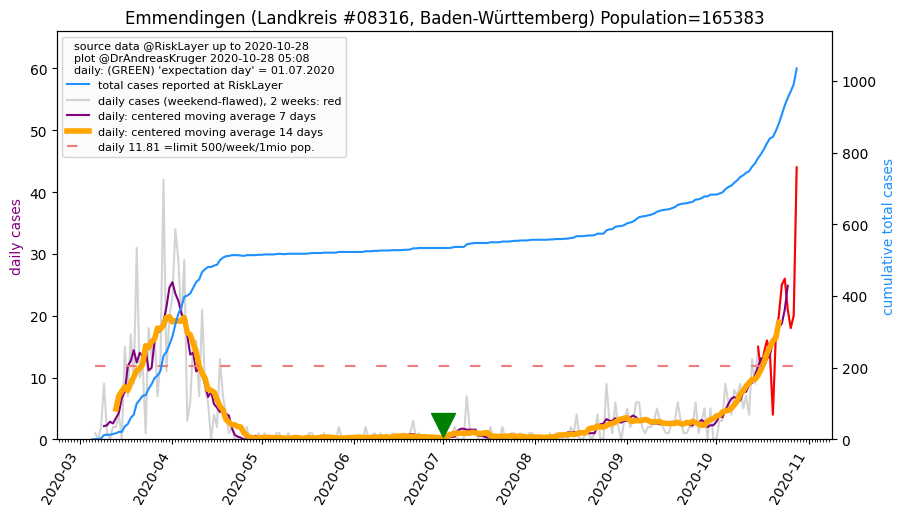 Emmendingen (Landkreis #08316, Baden-Württemberg) Population=165383
source data @RiskLayer up to 2020-10-28
plot @DrAndreasKruger 2020-10-28 05:08
daily: (GREEN) 'expectation day' = 01.07.2020
total cases reported at RiskLayer
daily cases (weekend-flawed), 2 weeks: red
daily: centered moving average 7 days
daily: centered moving average 14 days
daily 11.81 =limit 500/week/1mio pop.
daily cases
60
50
40
30
20
10
0
cumulative total cases
1000
800
600
400
200
0
2020-03
2020-04
2020-05
2020-06
2020-07
2020-08
2020-09
2020-10
2020-11